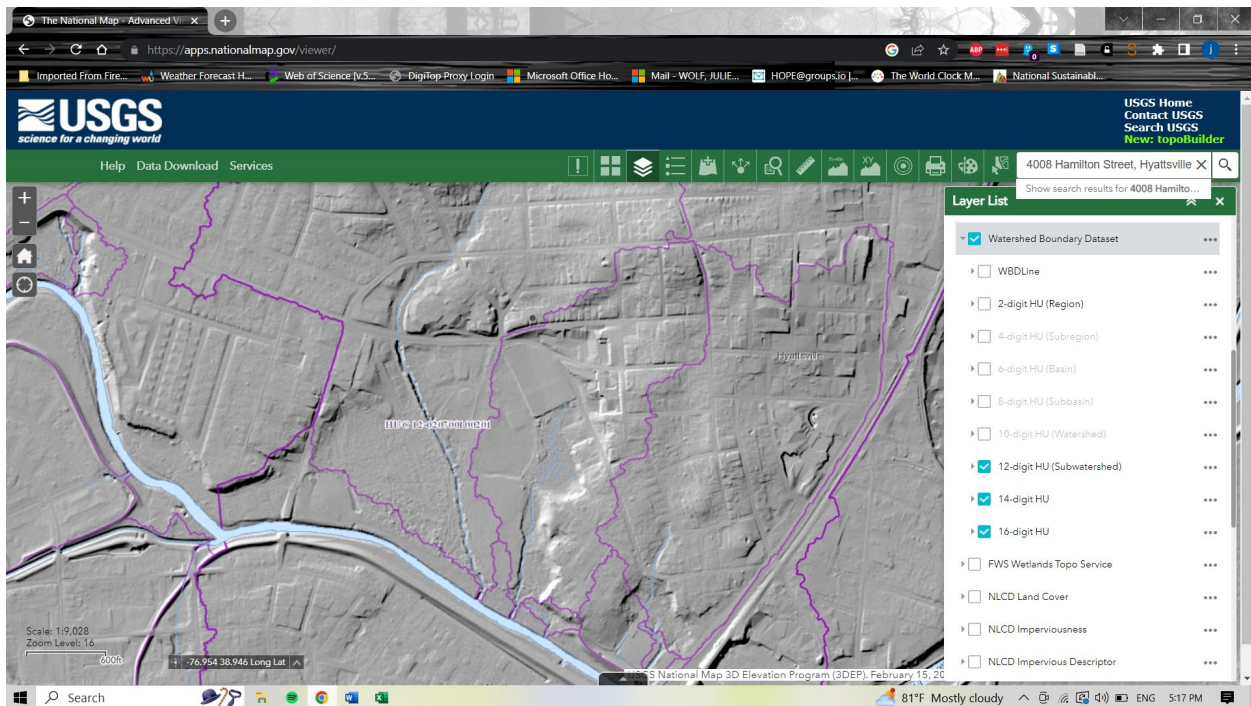 The National Map - Advanced Vi
https://apps.nationalmap.gov/viewer/
ABP
0
S
S
j
Imported From Fire...
Weather Forecast H...
Web of Science [v.5...
DigiTop Proxy Login
Microsoft Office Ho...
Mail - WOLF, JULIE...
HOPE@groups.io |...
The World Clock M...
National Sustainabl...
USGS
science for a changing world
USGS Home
Contact USGS
Search USGS
New: topoBuilder
Help Data Download Services
Profile
XY
4008 Hamilton Street, Hyattsville
Show search results for 4008 Hamilto...
Layer List
Watershed Boundary Dataset
WBDLine
2-digit HU (Region)
4-digit HU (Subregion)
6-digit HU (Basin)
8-digit HU (Subbasin)
10-digit HU (Watershed)
12-digit HU (Subwatershed)
14-digit HU
16-digit HU
FWS Wetlands Topo Service
NLCD Land Cover
NLCD Imperviousness
NLCD Impervious Descriptor
Hyattsville
HUC 12-020700100201
Scale: 1:9,028
Zoom Level: 16
600ft
-76.954 38.946 Long Lat
USGS National Map 3D Elevation Program (3DEP). February 15, 20
Search
81°F Mostly cloudy
ENG
5:17 PM